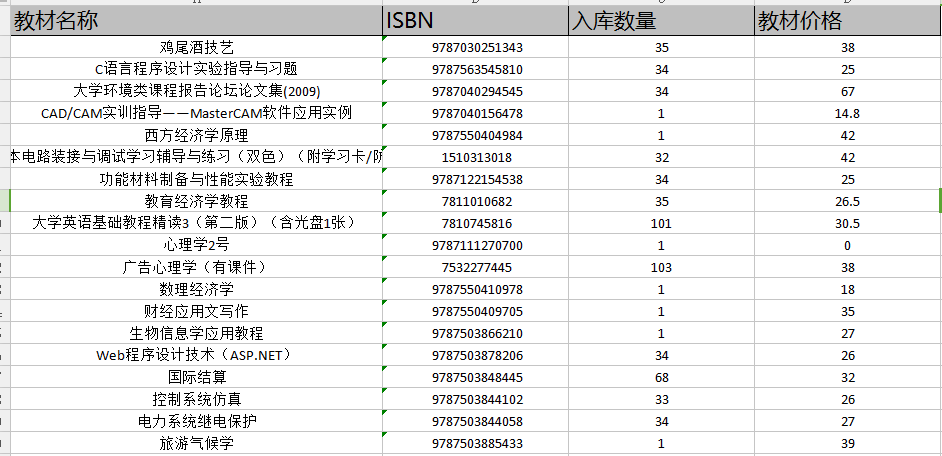 教材名称 ISBN 入库数量 教材价格
鸡尾酒技艺 9787030251343 35 38
C语言程序设计实验指导与习题 9787563545810 34 25
大学环境类课程报告论坛论文集(2009) 9787040294545 34 67
CAD/CAM实训指导——MasterCAM软件应用实例 9787040156478 1 14.8
西方经济学原理 9787550404984 1 42
本电路装接与调试学习辅导与练习（双色）（附学习卡/防 1510313018 32 42
功能材料制备与性能实验教程 9787122154538 34 25
教育经济学教程 7811010682 35 26.5
大学英语基础教程精读3（第二版）（含光盘1张） 7810745816 101 30.5
心理学2号 9787111270700 1 0
广告心理学（有课件） 7532277445 103 38
数理经济学 9787550410978 1 18
财经应用文写作 9787550409705 1 35
生物信息学应用教程 9787503866210 1 27
Web程序设计技术（ASP.NET） 9787503878206 34 26
国际结算 9787503848445 68 32
控制系统仿真 9787503844102 33 26
电力系统继电保护 9787503844058 34 27
旅游气候学 9787503885433 1 39